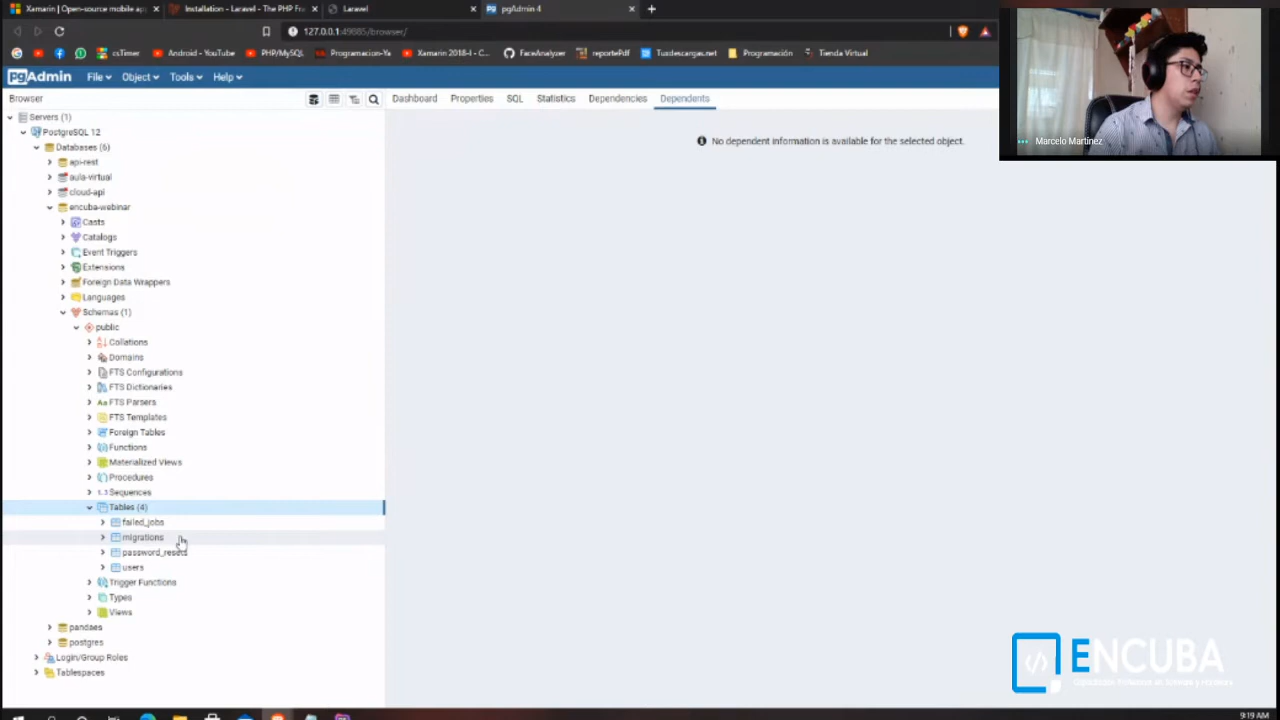 Xamarin | Open-source mobile ap
Installation - Laravel - The PHP Fra
Laravel
pgAdmin 4
127.0.0.1:49885/browser/
csTimer
Android - YouTube
PHP/MySQL
Programacion-Ya
Xamarin 2018-I - C...
FaceAnalyzer
reportePdf
Tusdescargas.net
Programación
Tienda Virtual
pgAdmin
File
Object
Tools
Help
Browser
Dashboard
Properties
SQL
Statistics
Dependencies
Dependents
Servers (1)
PostgreSQL 12
Databases (6)
api-rest
aula-virtual
cloud-api
encuba-webinar
Casts
Catalogs
Event Triggers
Extensions
Foreign Data Wrappers
Languages
Schemas (1)
public
Collations
Domains
FTS Configurations
FTS Dictionaries
FTS Parsers
FTS Templates
Foreign Tables
Functions
Materialized Views
Procedures
Sequences
Tables (4)
failed_jobs
migrations
password_resets
users
Trigger Functions
Types
Views
pandaes
postgres
Login/Group Roles
Tablespaces
No dependent information is available for the selected object.
Marcelo Martínez
ENCUBA
9:19 AM